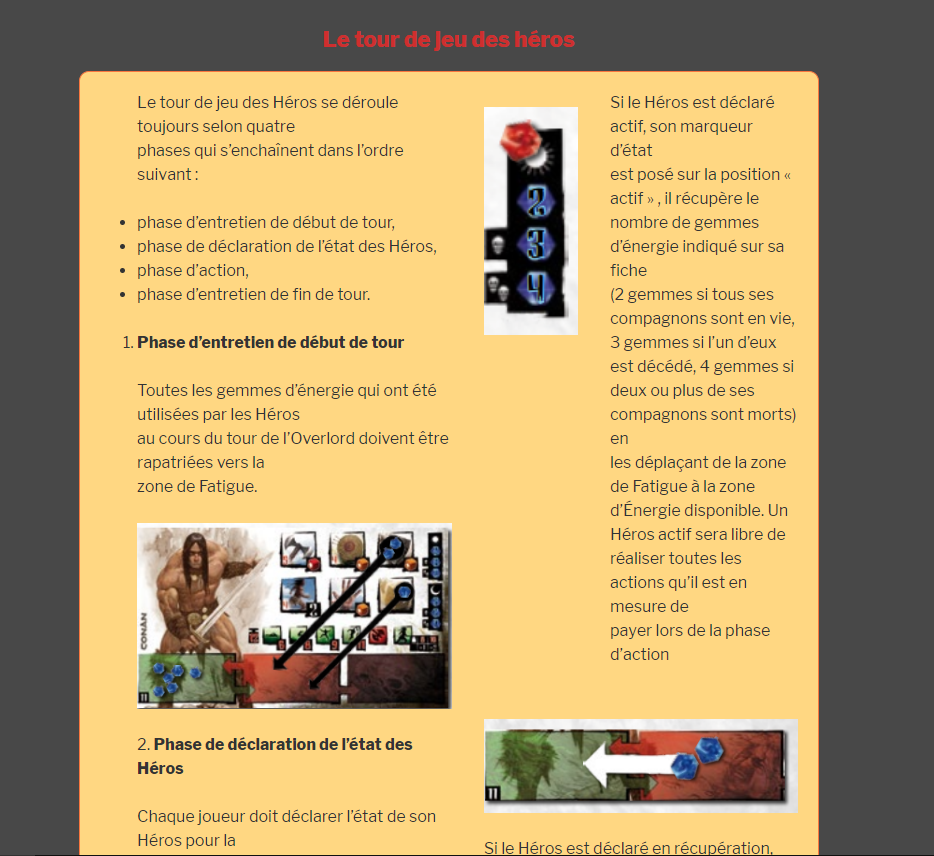 Le tour de jeu des héros
Le tour de jeu des Héros se déroule
toujours selon quatre
phases qui s’enchaînent dans l’ordre
suivant :
• phase d’entretien de début de tour,
• phase de déclaration de l’état des Héros,
• phase d’action,
• phase d’entretien de fin de tour.
1. Phase d’entretien de début de tour
Toutes les gemmes d’énergie qui ont été
utilisées par les Héros
au cours du tour de l’Overlord doivent être
rapatriées vers la
zone de Fatigue.
CONAN
2. Phase de déclaration de l’état des
Héros
Chaque joueur doit déclarer l’état de son
Héros pour la
2
3
4
Si le Héros est déclaré
actif, son marqueur
d’état
est posé sur la position «
actif » , il récupère le
nombre de gemmes
d’énergie indiqué sur sa
fiche
(2 gemmes si tous ses
compagnons sont en vie,
3 gemmes si l’un d’eux
est décédé, 4 gemmes si
deux ou plus de ses
compagnons sont morts)
en
les déplaçant de la zone
de Fatigue à la zone
d’Énergie disponible. Un
Héros actif sera libre de
réaliser toutes les
actions qu’il est en
mesure de
payer lors de la phase
d’action
Si le Héros est déclaré en récupération,